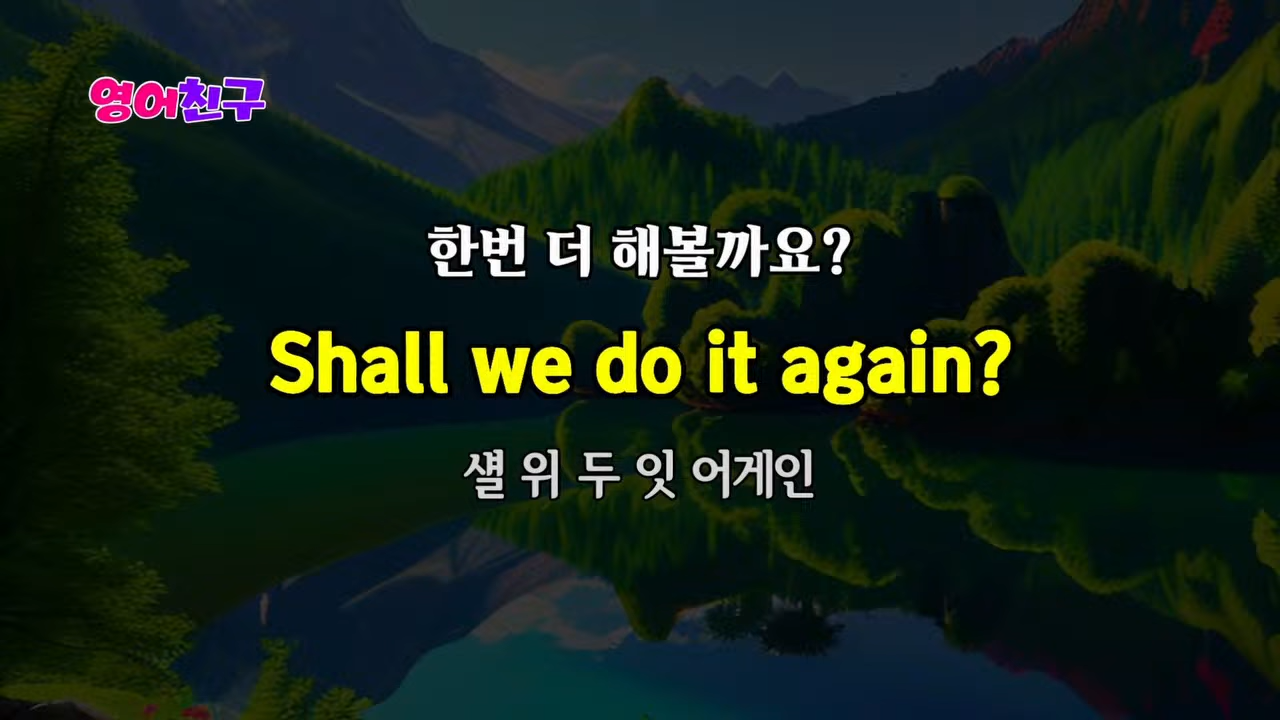 영어친구
한번 더 해볼까요?
Shall we do it again?
섈 위 두 잇 어게인